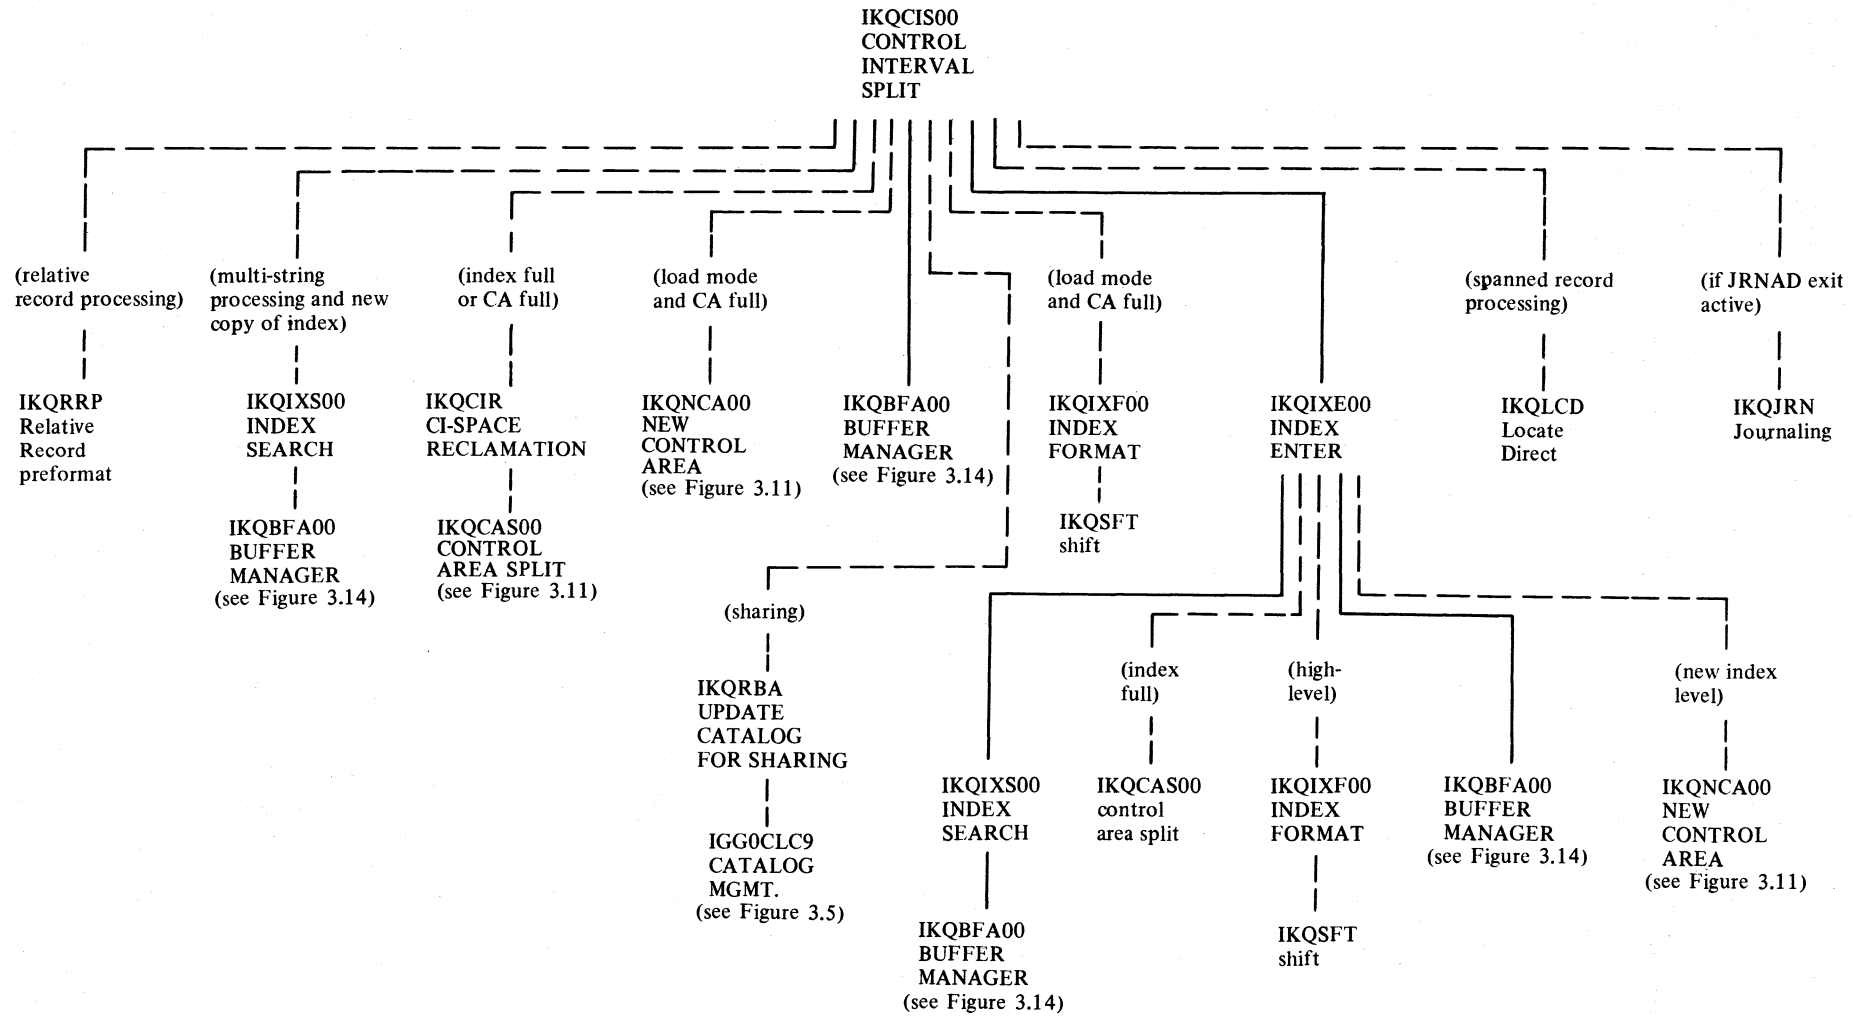 IKQCIS00
CONTROL
INTERVAL
SPLIT
(relative
record processing)
IKQRRP
Relative
Record
preformat
(multi-string
processing and new
copy of index)
IKQIXS00
INDEX
SEARCH
IKQBFA00
BUFFER
MANAGER
(see Figure 3.14)
(index full
or CA full)
IKQCIR
CI-SPACE
RECLAMATION
IKQCAS00
CONTROL
AREA SPLIT
(see Figure 3.11)
(load mode
and CA full)
IKQNCA00
NEW
CONTROL
AREA
(see Figure 3.11)
IKQBFA00
BUFFER
MANAGER
(see Figure 3.14)
(sharing)
IKQRBA
UPDATE
CATALOG
FOR SHARING
IGG0CLC9
CATALOG
MGMT.
(see Figure 3.5)
(load mode
and CA full)
IKQIXF00
INDEX
FORMAT
IKQSFT
shift
IKQIXE00
INDEX
ENTER
IKQIXS00
INDEX
SEARCH
IKQBFA00
BUFFER
MANAGER
(see Figure 3.14)
(index
full)
IKQCAS00
control
area split
(high-
level)
IKQIXF00
INDEX
FORMAT
IKQSFT
shift
IKQBFA00
BUFFER
MANAGER
(see Figure 3.14)
(new index
level)
IKQNCA00
NEW
CONTROL
AREA
(see Figure 3.11)
(spanned record
processing)
IKQLCD
Locate
Direct
(if JRNAD exit
active)
IKQJRN
Journaling